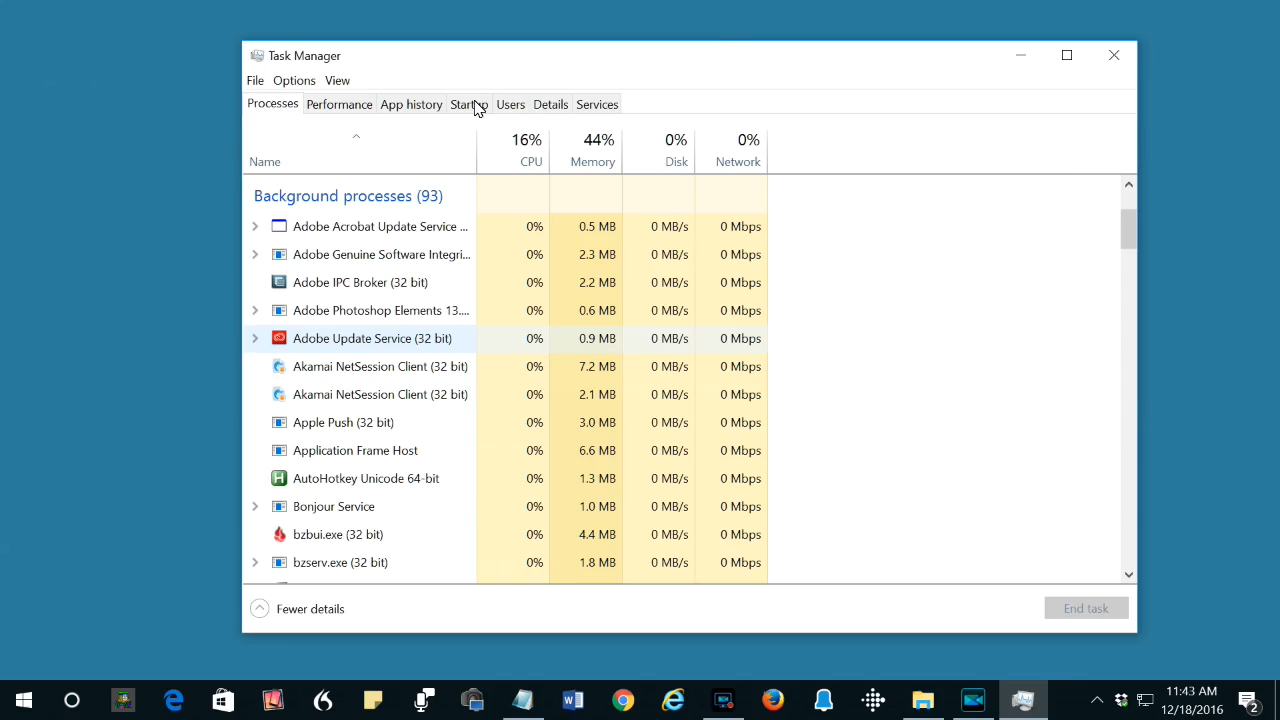 Task Manager
File Options View
Processes Performance App history Startup Users Details Services
16% 44% 0% 0%
Name CPU Memory Disk Network
Background processes (93)
Adobe Acrobat Update Service ... 0% 0.5 MB 0 MB/s 0 Mbps
Adobe Genuine Software Integri... 0% 2.3 MB 0 MB/s 0 Mbps
Adobe IPC Broker (32 bit) 0% 2.2 MB 0 MB/s 0 Mbps
Adobe Photoshop Elements 13.... 0% 0.6 MB 0 MB/s 0 Mbps
Adobe Update Service (32 bit) 0% 0.9 MB 0 MB/s 0 Mbps
Akamai NetSession Client (32 bit) 0% 7.2 MB 0 MB/s 0 Mbps
Akamai NetSession Client (32 bit) 0% 2.1 MB 0 MB/s 0 Mbps
Apple Push (32 bit) 0% 3.0 MB 0 MB/s 0 Mbps
Application Frame Host 0% 6.6 MB 0 MB/s 0 Mbps
AutoHotkey Unicode 64-bit 0% 1.3 MB 0 MB/s 0 Mbps
Bonjour Service 0% 1.0 MB 0 MB/s 0 Mbps
bzbui.exe (32 bit) 0% 4.4 MB 0 MB/s 0 Mbps
bzserv.exe (32 bit) 0% 1.8 MB 0 MB/s 0 Mbps
Fewer details End task
11:43 AM
12/18/2016
2